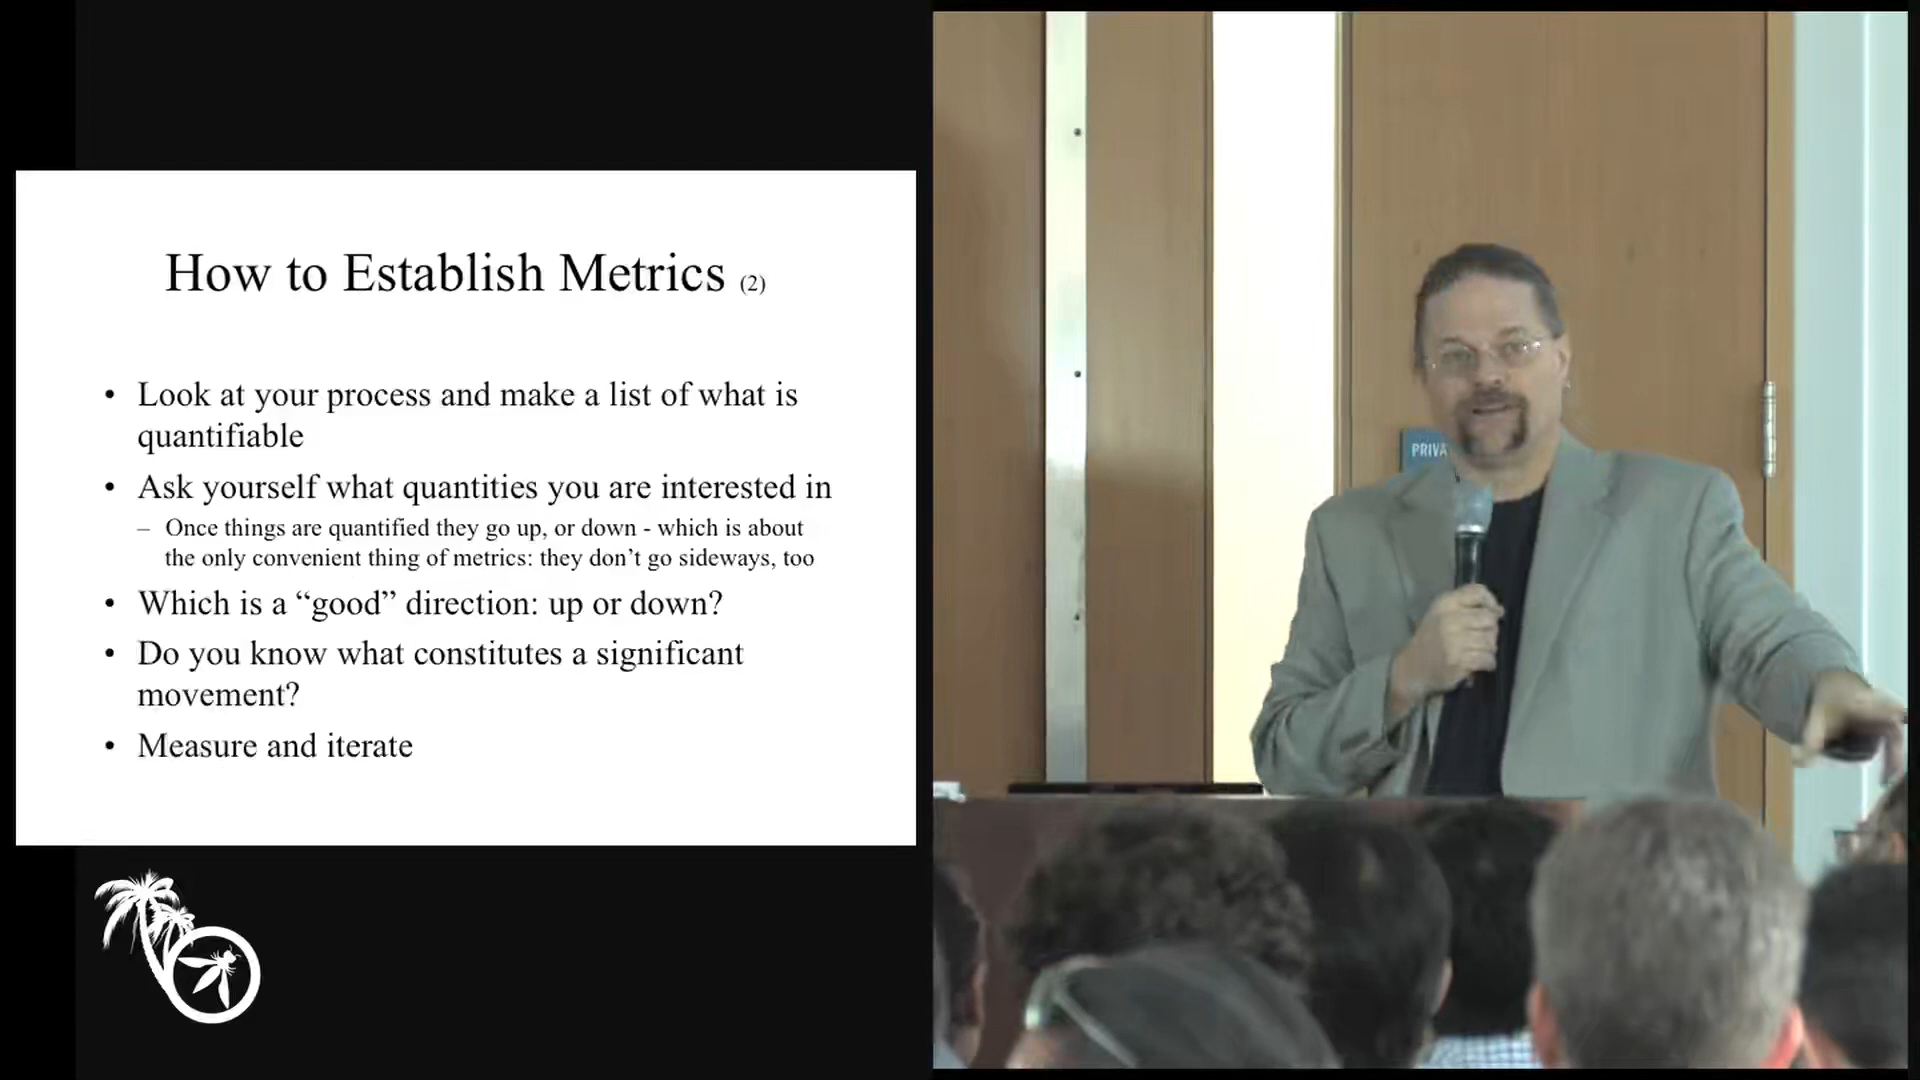 How to Establish Metrics (2)
• Look at your process and make a list of what is
quantifiable
• Ask yourself what quantities you are interested in
– Once things are quantified they go up, or down - which is about
the only convenient thing of metrics: they don’t go sideways, too
• Which is a “good” direction: up or down?
• Do you know what constitutes a significant
movement?
• Measure and iterate
PRIVA